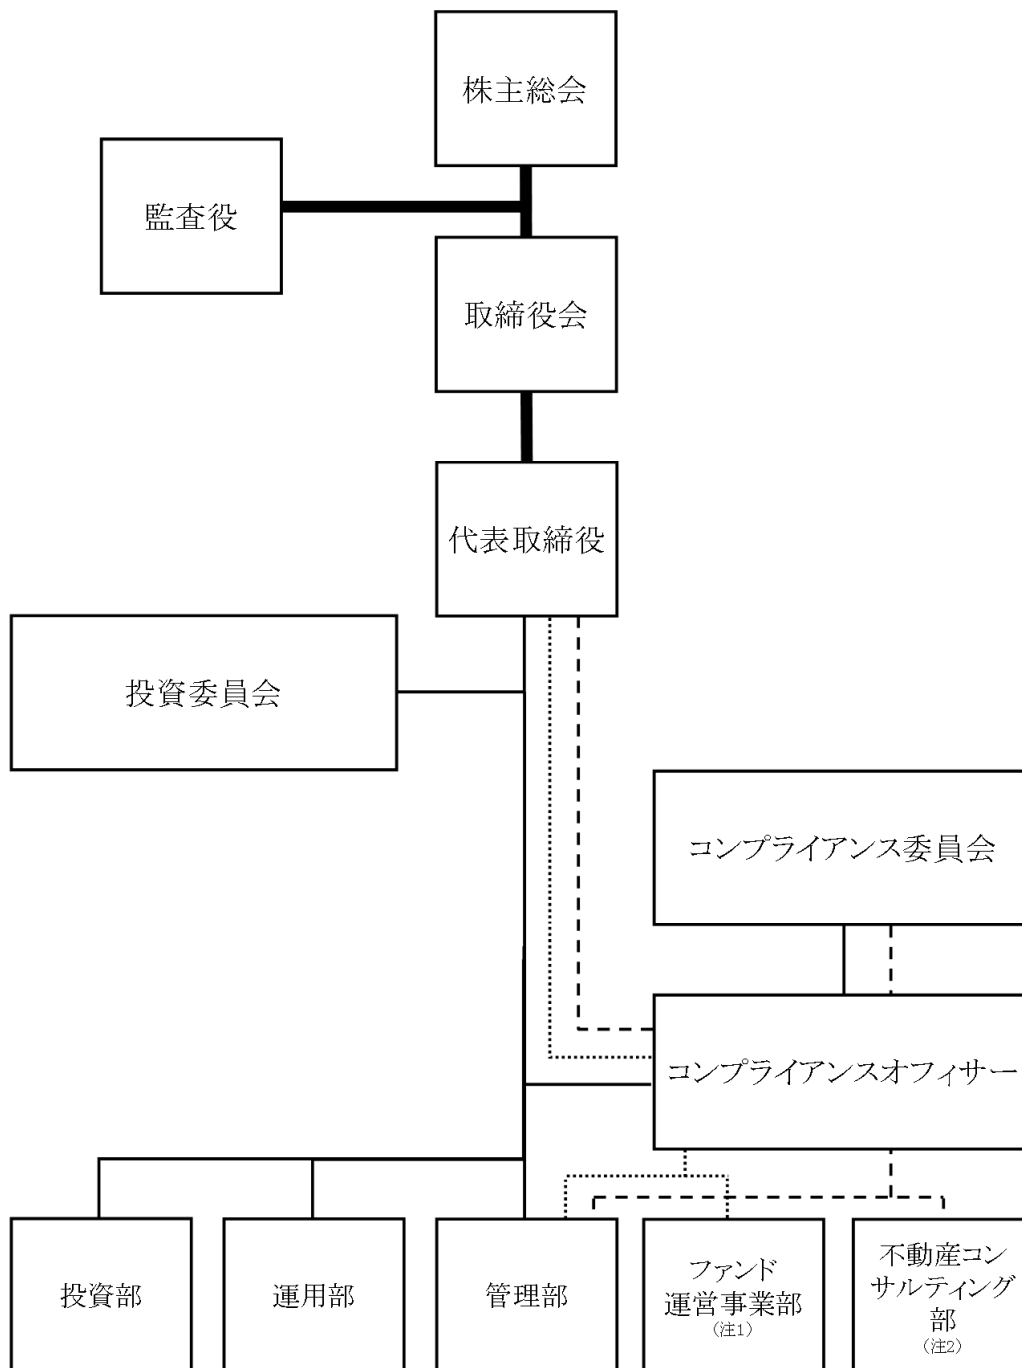 株主総会
監査役
取締役会
代表取締役
投資委員会
コンプライアンス委員会
コンプライアンスオフィサー
投資部
運用部
管理部
ファンド
運営事業部
(注1)
不動産コン
サルティング
部
(注2)